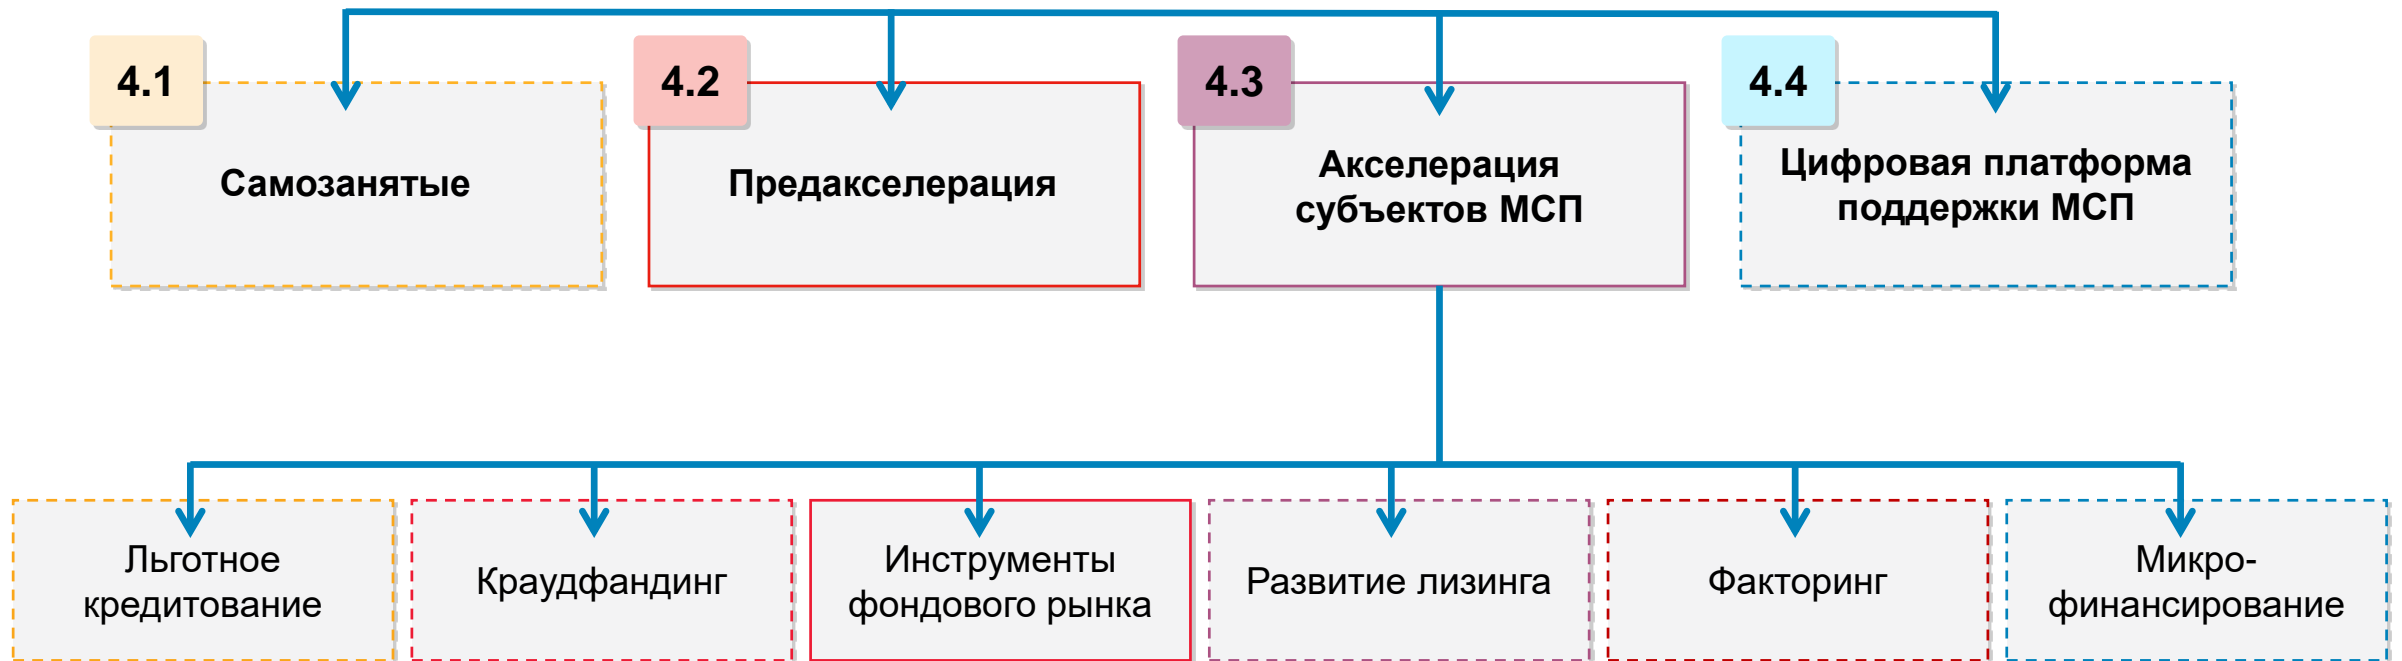 4.1
Самозанятые
4.2
Предакселерация
4.3
Акселерация
субъектов МСП
4.4
Цифровая платформа
поддержки МСП
Льготное
кредитование
Краудфандинг
Инструменты
фондового рынка
Развитие лизинга
Факторинг
Микро-
финансирование